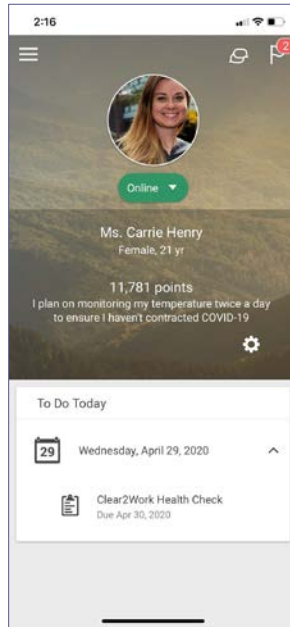 2:16
2
Online
Ms. Carrie Henry
Female, 21 yr
11,781 points
I plan on monitoring my temperature twice a day
to ensure I haven't contracted COVID-19
To Do Today
29 Wednesday, April 29, 2020
Clear2Work Health Check
Due Apr 30, 2020